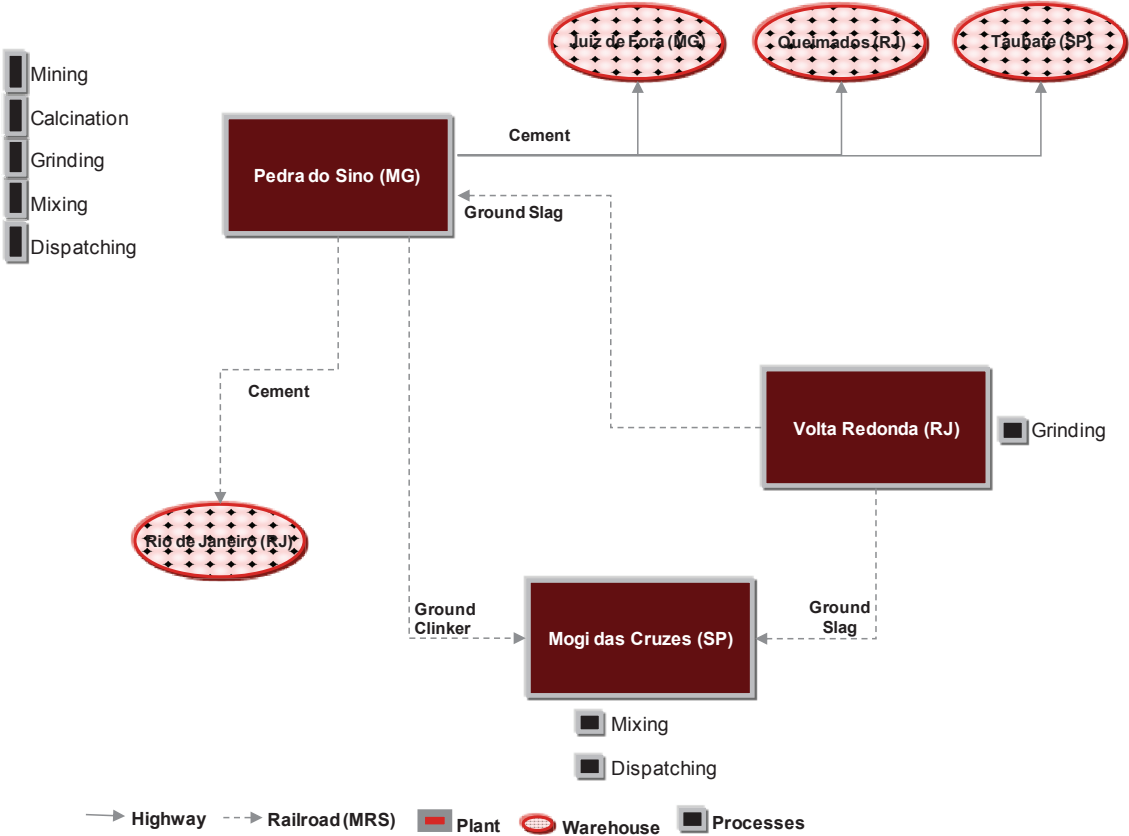 Juiz de Fora (MG)
Queimados (RJ)
Taubate (SP)
Mining
Calcination
Grinding
Mixing
Dispatching
Cement
Pedra do Sino (MG)
Ground Slag
Cement
Volta Redonda (RJ)
Grinding
Rio de Janeiro (RJ)
Ground
Clinker
Mogi das Cruzes (SP)
Ground
Slag
Mixing
Dispatching
Highway
Railroad (MRS)
Plant
Warehouse
Processes